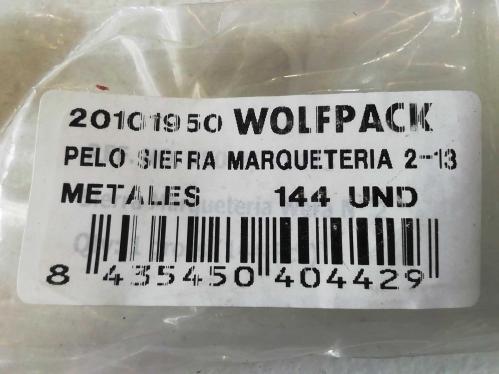 20101950 WOLFPACK
PELO SIERRA MARQUETERIA 2-13
METALES 144 UND
8 435450 404429